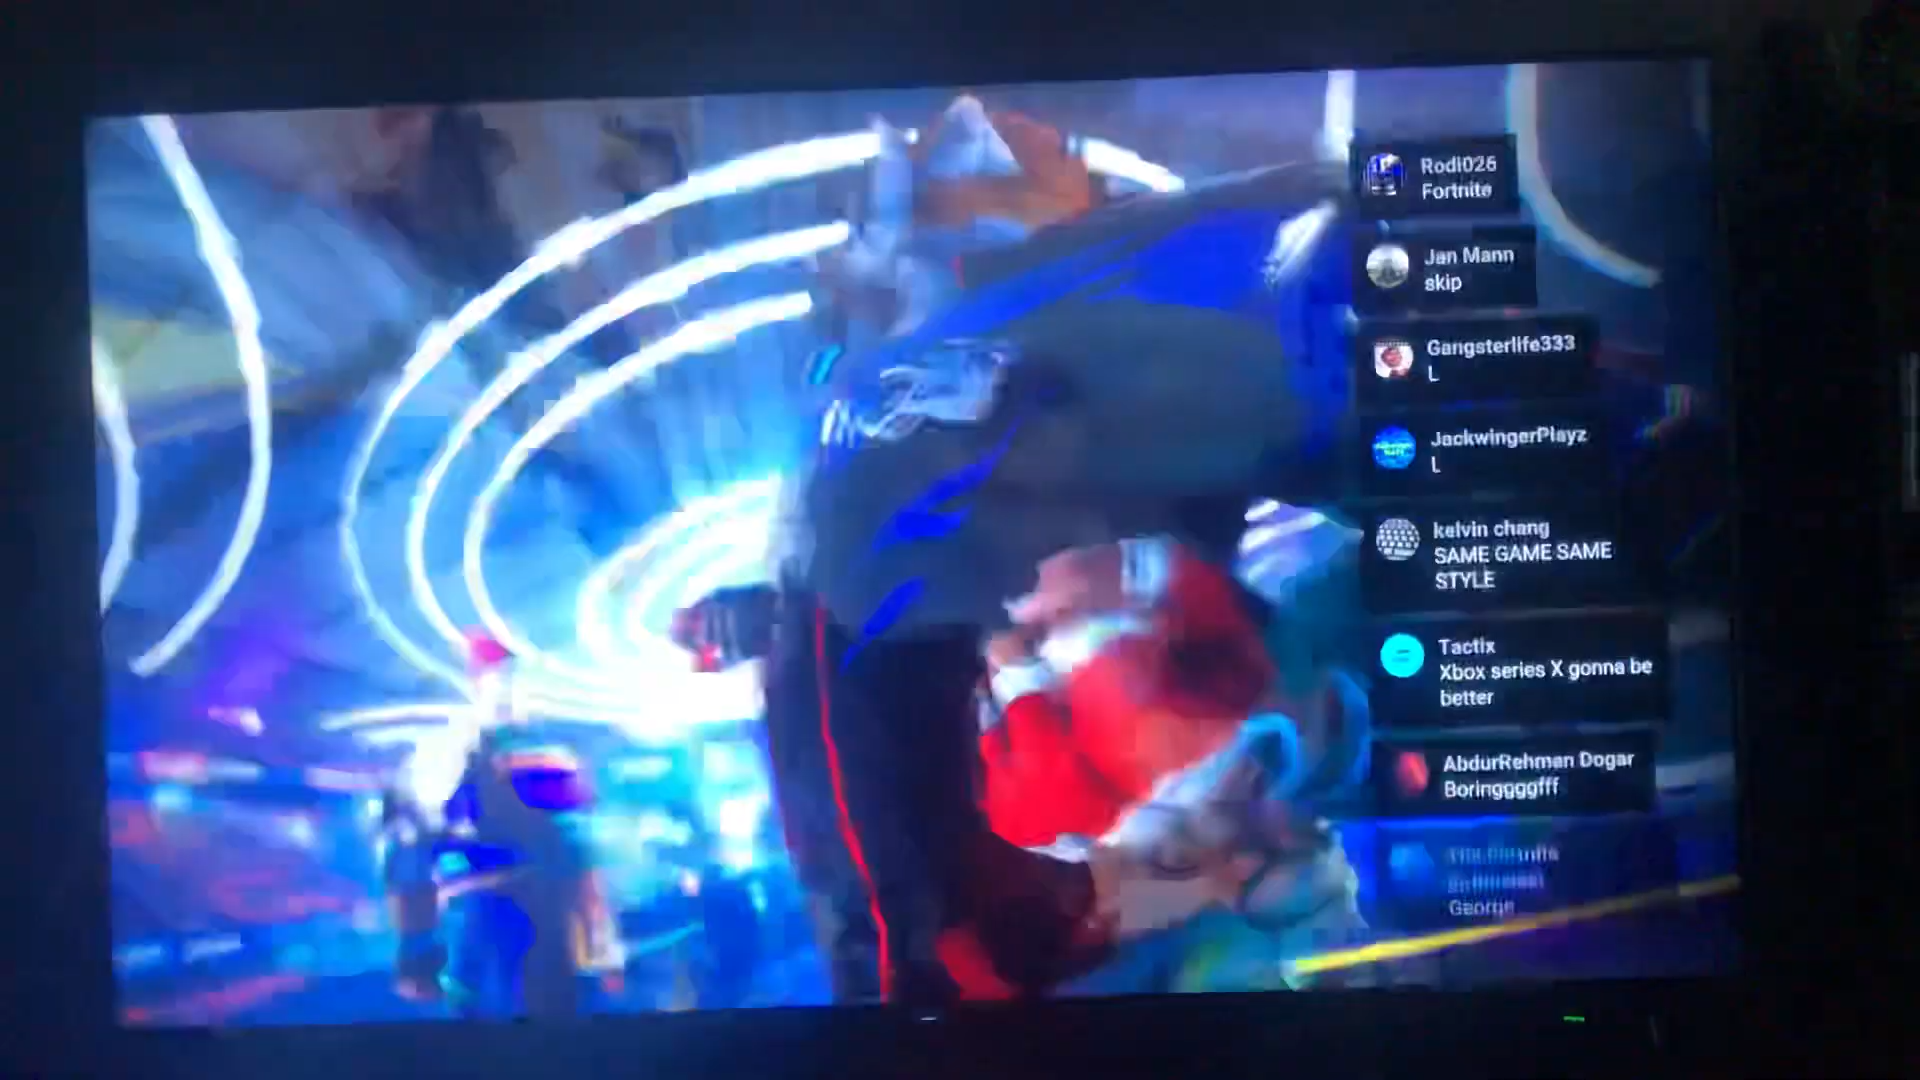 Rodi026
Fortnite
Jan Mann
skip
Gangsterlife333
L
JackwingerPlayz
L
kelvin chang
SAME GAME SAME
STYLE
Tactix
Xbox series X gonna be
better
AbdurRehman Dogar
Boringgggfff
George